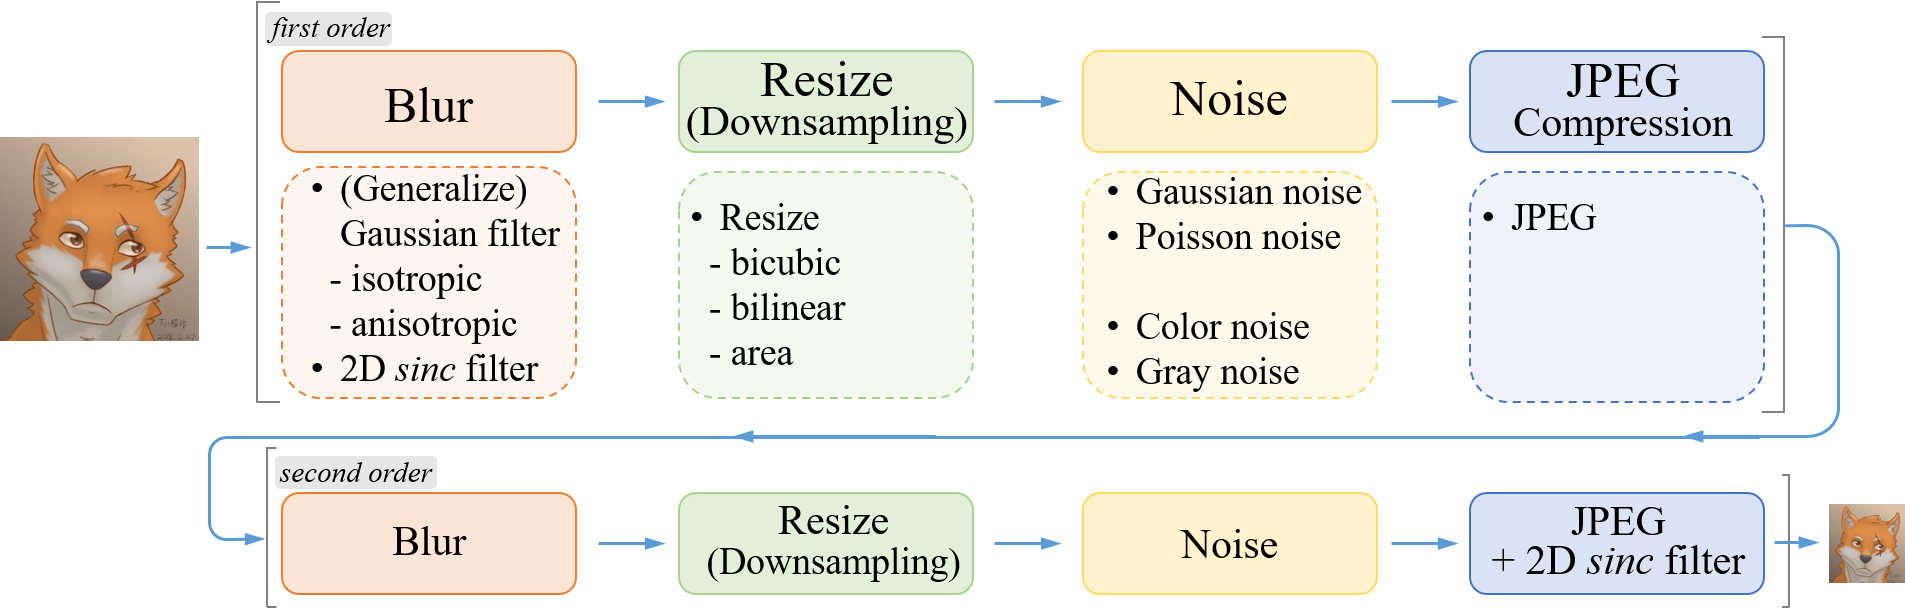 first order
Blur
Resize
(Downsampling)
Noise
JPEG
Compression
• (Generalize)
Gaussian filter
- isotropic
- anisotropic
• 2D sinc filter
• Resize
- bicubic
- bilinear
- area
• Gaussian noise
• Poisson noise
• Color noise
• Gray noise
• JPEG
second order
Blur
Resize
(Downsampling)
Noise
JPEG
+ 2D sinc filter